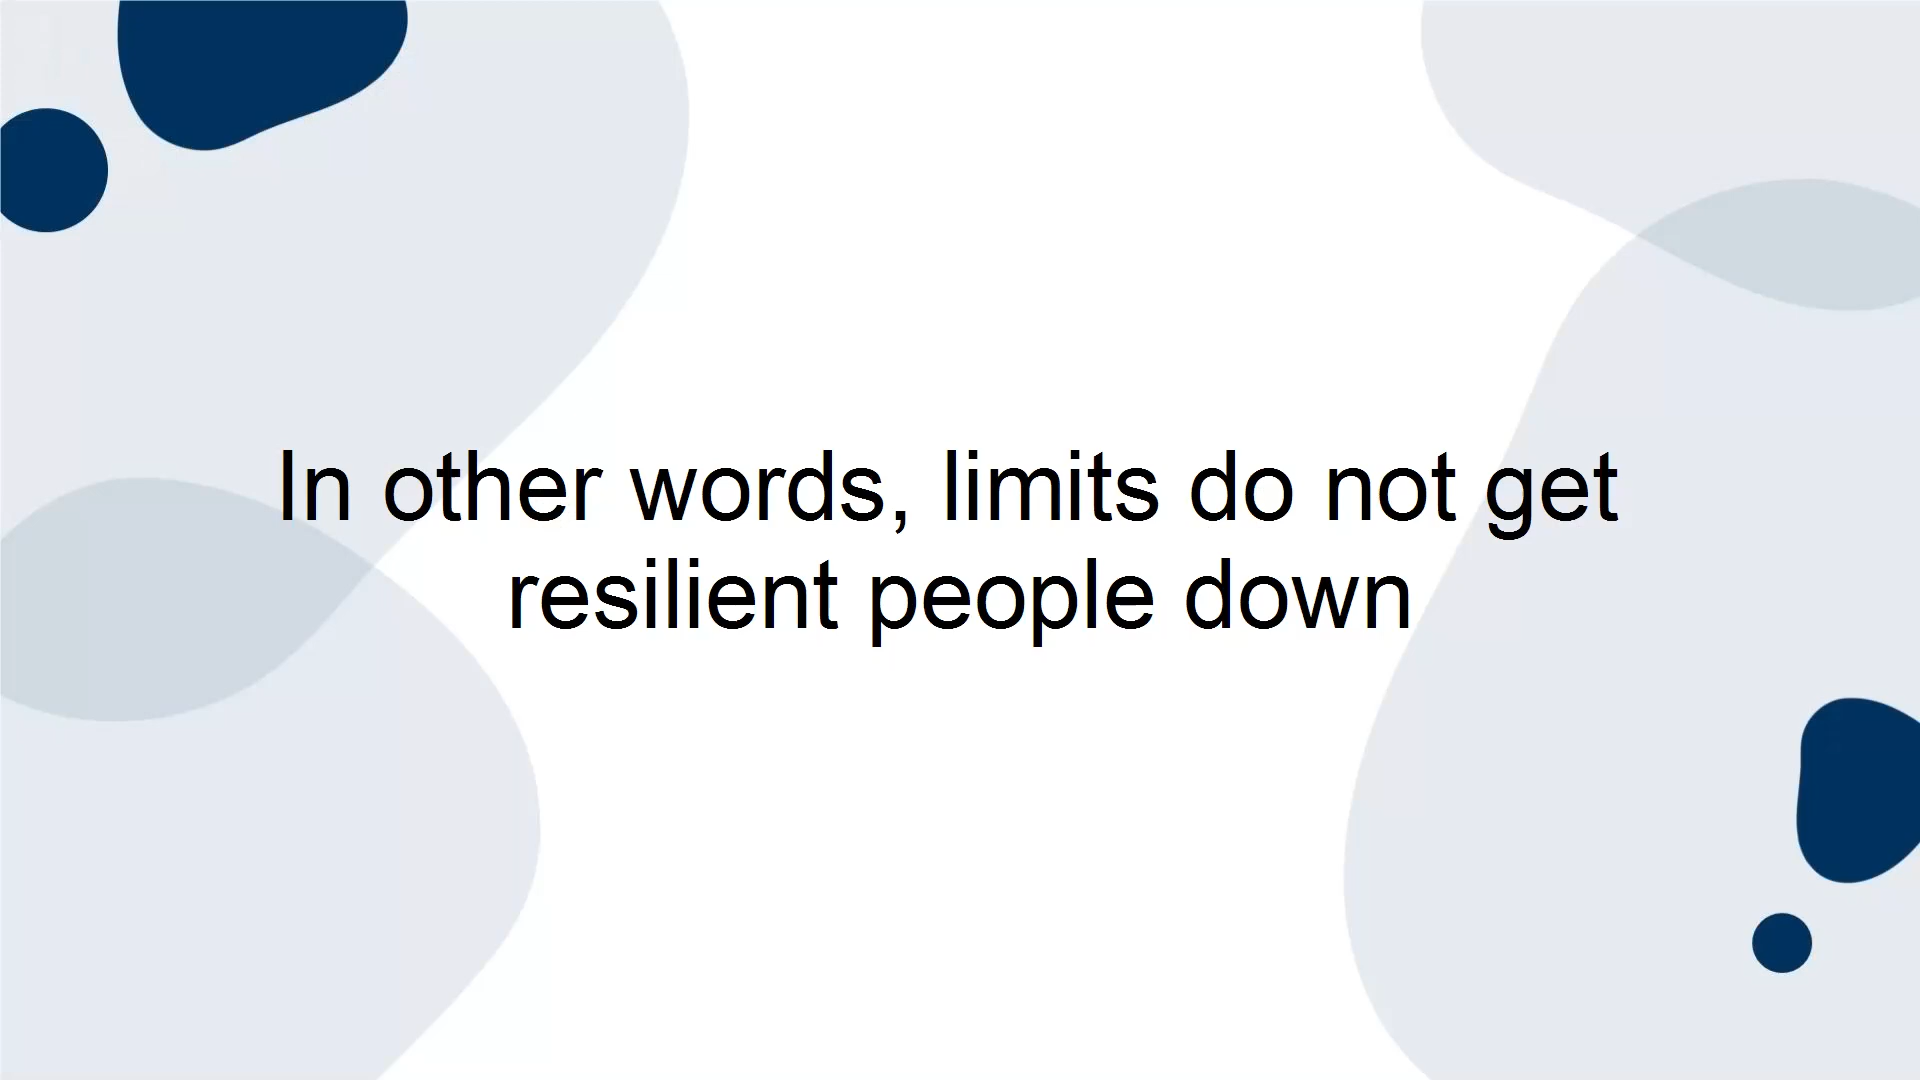 In other words, limits do not get
resilient people down